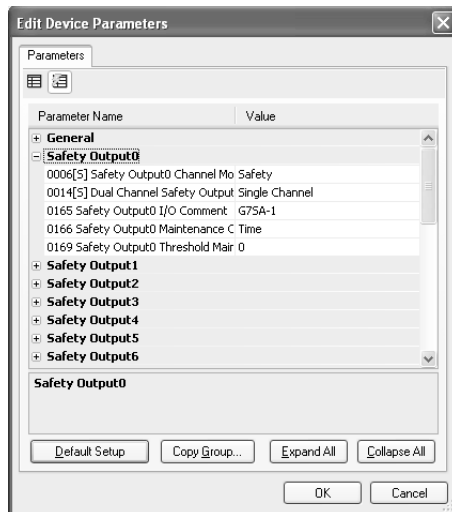 Edit Device Parameters
Parameters
Parameter Name Value
General
Safety Output0
0006[S] Safety Output0 Channel Mo Safety
0014[S] Dual Channel Safety Output Single Channel
0165 Safety Output0 I/O Comment G7SA-1
0166 Safety Output0 Maintenance C Time
0169 Safety Output0 Threshold Mair 0
Safety Output1
Safety Output2
Safety Output3
Safety Output4
Safety Output5
Safety Output6
Safety Output0
Default Setup Copy Group... Expand All Collapse All
OK Cancel